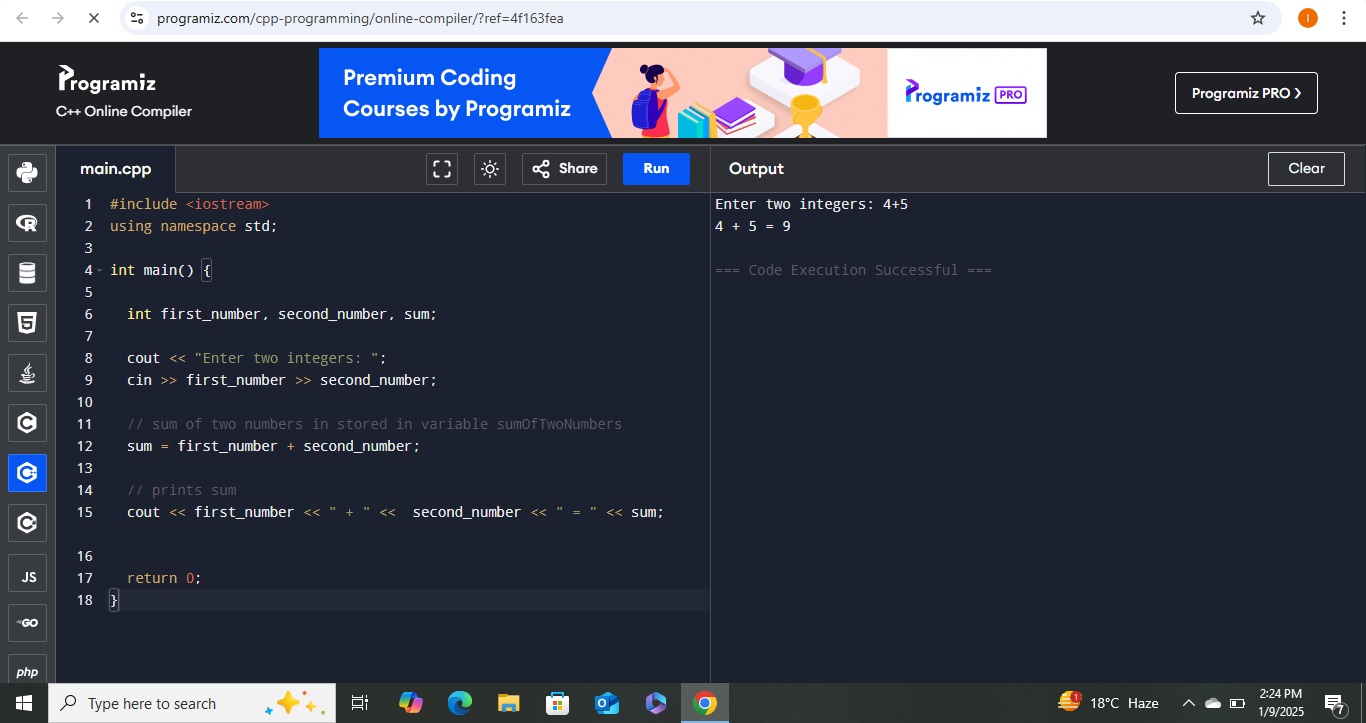 programiz.com/cpp-programming/online-compiler/?ref=4f163fea
I
Programiz
C++ Online Compiler
Premium Coding
Courses by Programiz
Programiz PRO
Programiz PRO ›
main.cpp
Share
Run
Output
Clear
1 #include <iostream>
2 using namespace std;
3
4 int main() {
5
6 int first_number, second_number, sum;
7
8 cout << "Enter two integers: ";
9 cin >> first_number >> second_number;
10
11 // sum of two numbers in stored in variable sumOfTwoNumbers
12 sum = first_number + second_number;
13
14 // prints sum
15 cout << first_number << " + " <<  second_number << " = " << sum;
16
17 return 0;
18 }
Enter two integers: 4+5
4 + 5 = 9
=== Code Execution Successful ===
R
5
C
C
C
JS
GO
php
Type here to search
1
18°C Haze
2:24 PM
1/9/2025
7